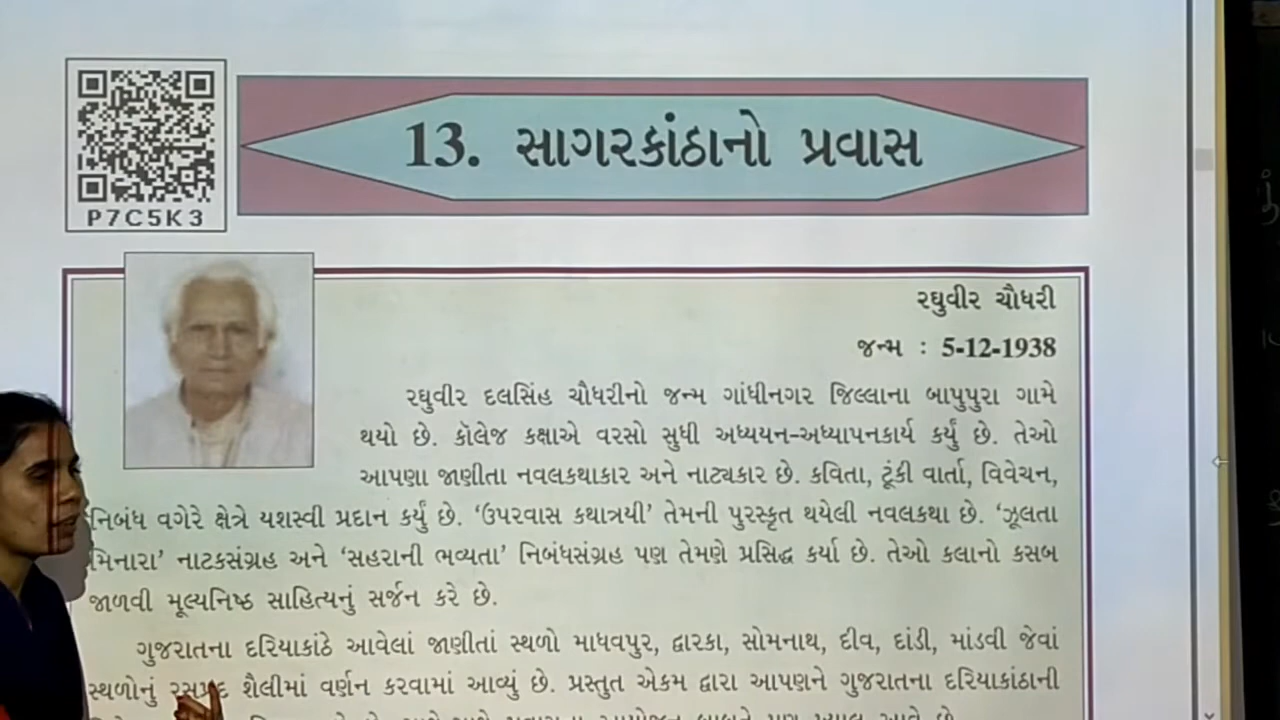 P7C5K3
13. સાગરકાંઠાનો પ્રવાસ
રઘુવીર ચૌધરી
જન્મ : 5-12-1938
રઘુવીર દલસિંહ ચૌધરીનો જન્મ ગાંધીનગર જિલ્લાના બાપુપુરા ગામે
થયો છે. કૉલેજ કક્ષાએ વરસો સુધી અધ્યયન-અધ્યાપનકાર્ય કર્યું છે. તેઓ
આપણા જાણીતા નવલકથાકાર અને નાટ્યકાર છે. કવિતા, ટૂંકી વાર્તા, વિવેચન,
નિબંધ વગેરે ક્ષેત્રે યશસ્વી પ્રદાન કર્યું છે. ‘ઉપરવાસ કથાત્રયી’ તેમની પુરસ્કૃત થયેલી નવલકથા છે. ‘ઝૂલતા
મિનારા’ નાટકસંગ્રહ અને ‘સહરાની ભવ્યતા’ નિબંધસંગ્રહ પણ તેમણે પ્રસિદ્ધ કર્યા છે. તેઓ કલાનો કસબ
જાળવી મૂલ્યનિષ્ઠ સાહિત્યનું સર્જન કરે છે.
ગુજરાતના દરિયાકાંઠે આવેલાં જાણીતાં સ્થળો માધવપુર, દ્વારકા, સોમનાથ, દીવ, દાંડી, માંડવી જેવાં
સ્થળોનું રસપ્રદ શૈલીમાં વર્ણન કરવામાં આવ્યું છે. પ્રસ્તુત એકમ દ્વારા આપણને ગુજરાતના દરિયાકાંઠાની